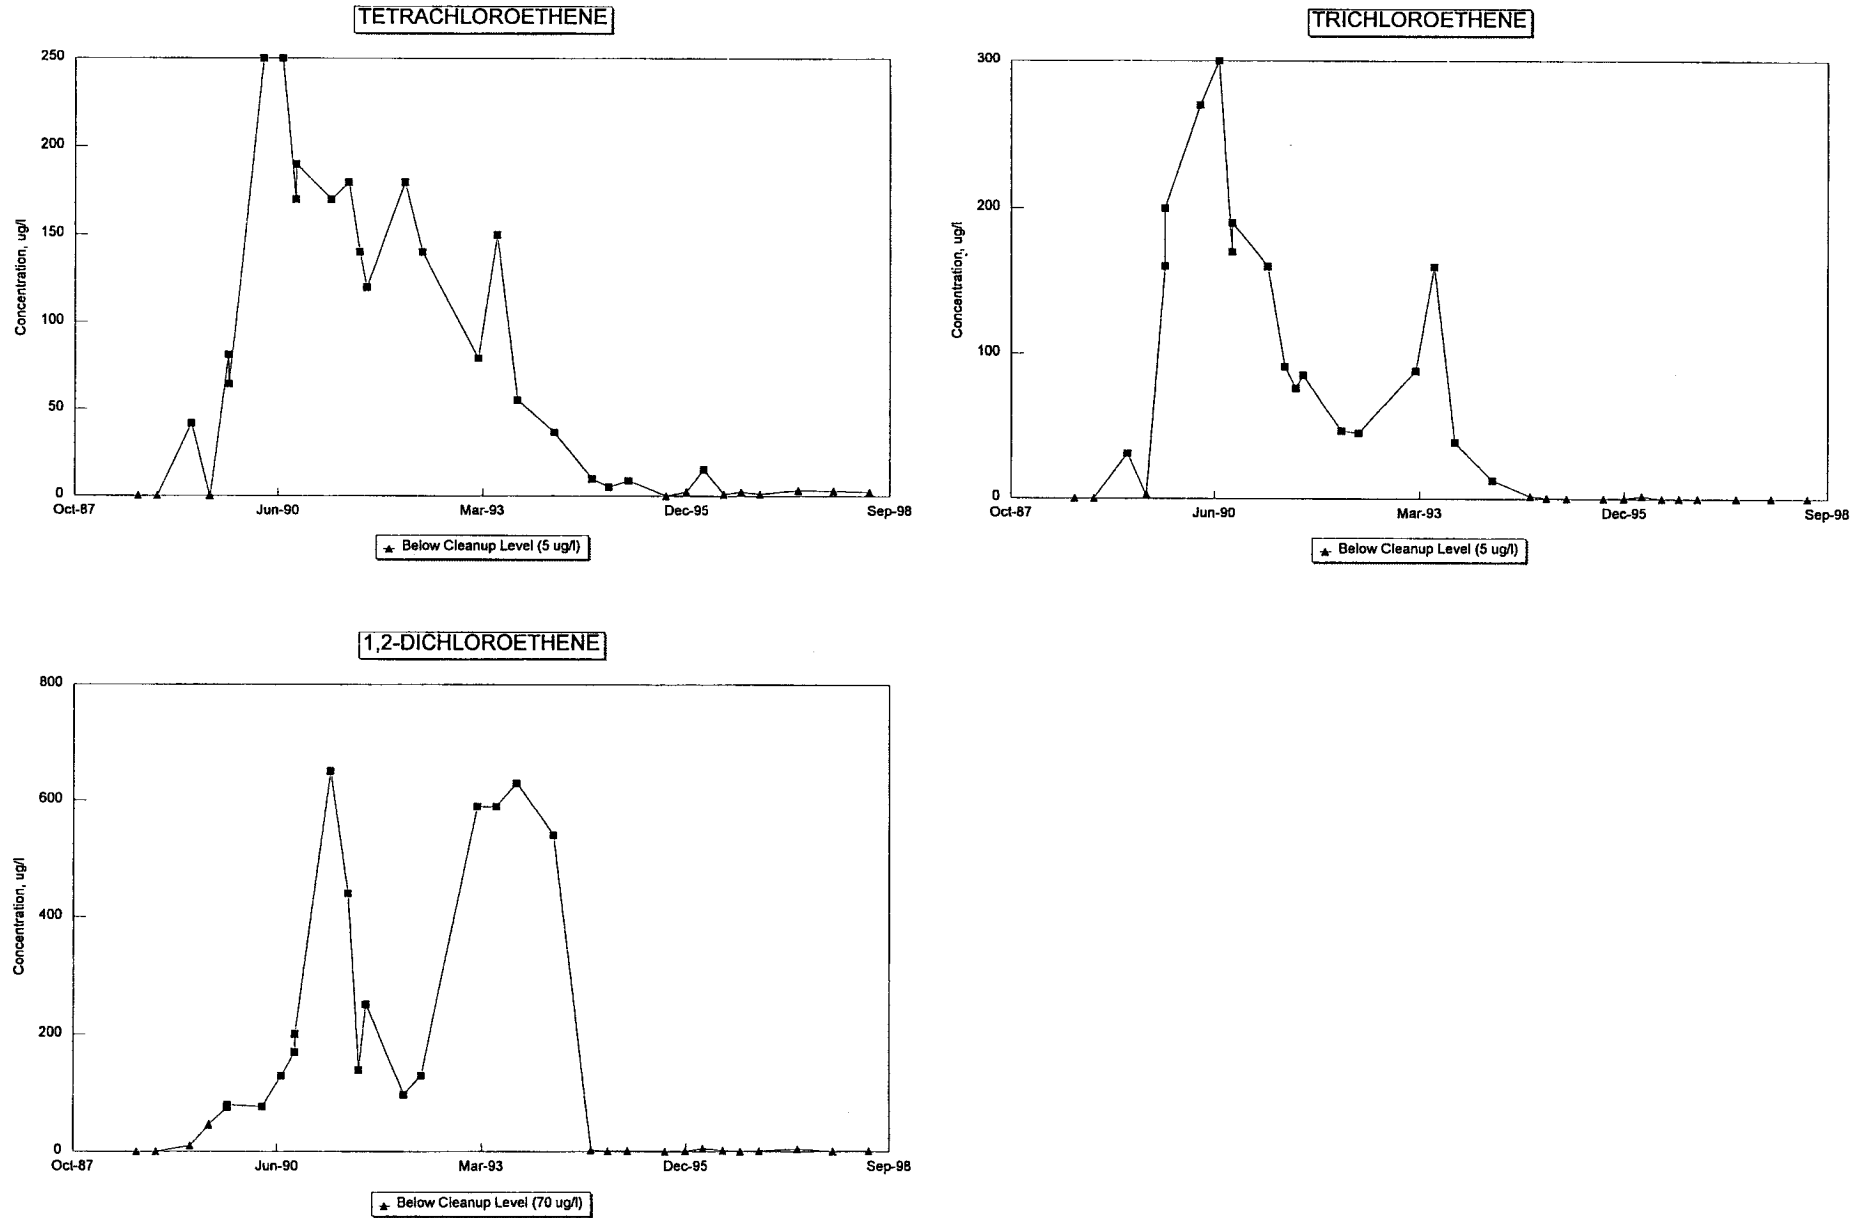 TETRACHLOROETHENE
250
200
150
100
50
0
Concentration, ug/l
Oct-87 Jun-90 Mar-93 Dec-95 Sep-98
Below Cleanup Level (5 ug/l)
TRICHLOROETHENE
300
200
100
0
Concentration, ug/l
Oct-87 Jun-90 Mar-93 Dec-95 Sep-98
Below Cleanup Level (5 ug/l)
1,2-DICHLOROETHENE
800
600
400
200
0
Concentration, ug/l
Oct-87 Jun-90 Mar-93 Dec-95 Sep-98
Below Cleanup Level (70 ug/l)